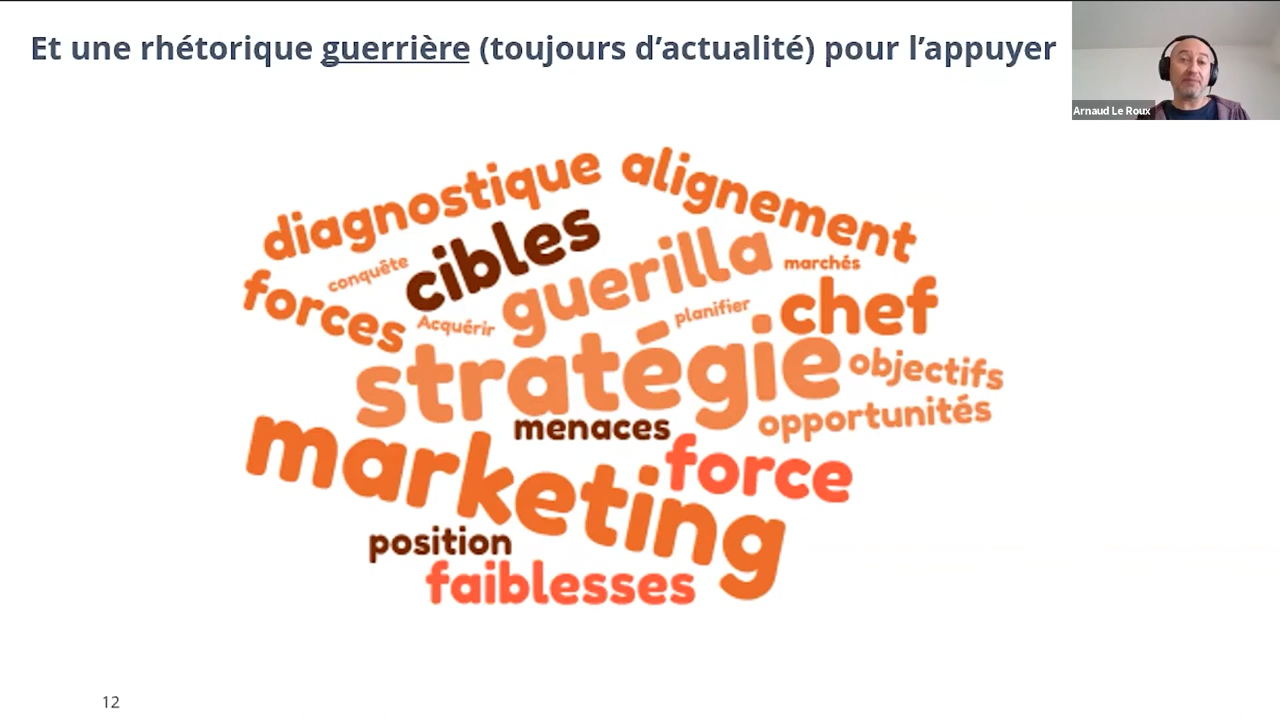 Et une rhétorique guerrière (toujours d’actualité) pour l’appuyer
Arnaud Le Roux
diagnostique
alignement
conquête
cibles
guerilla
marchés
forces
Acquérir
planifier
chef
stratégie
objectifs
menaces
opportunités
marketing
force
position
faiblesses
12